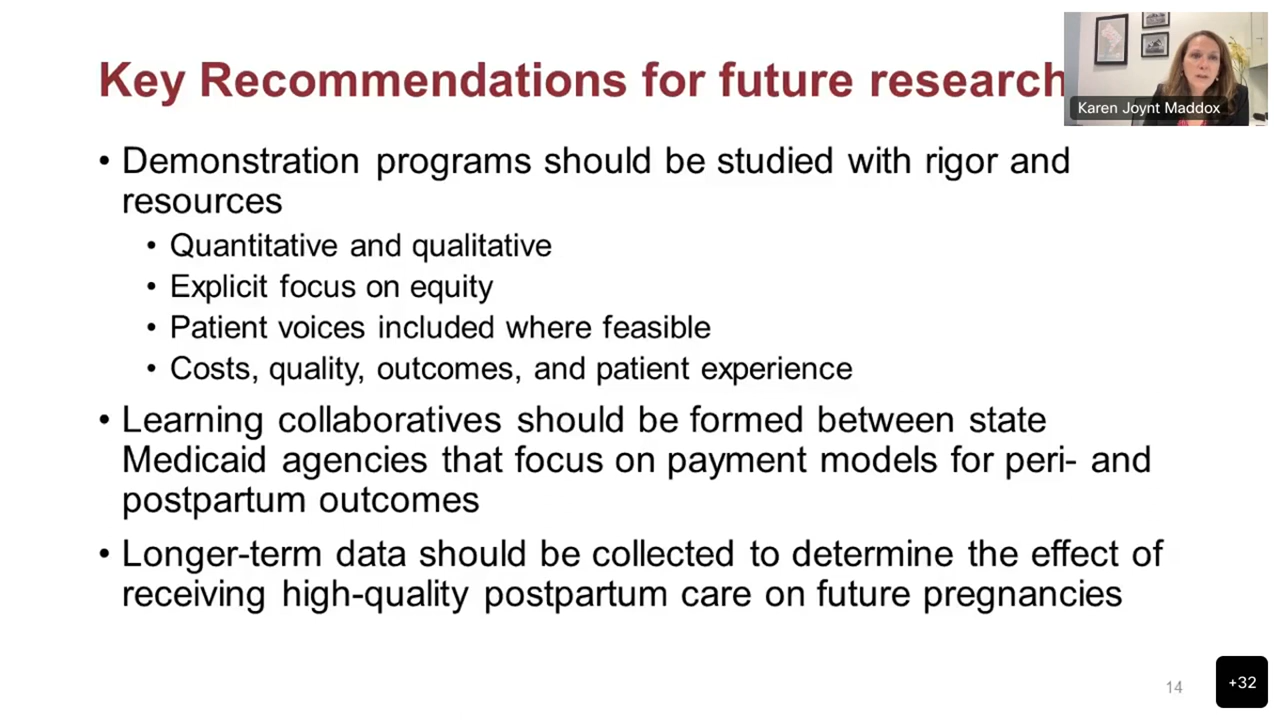 Key Recommendations for future research
Karen Joynt Maddox
• Demonstration programs should be studied with rigor and
resources
• Quantitative and qualitative
• Explicit focus on equity
• Patient voices included where feasible
• Costs, quality, outcomes, and patient experience
• Learning collaboratives should be formed between state
Medicaid agencies that focus on payment models for peri- and
postpartum outcomes
• Longer-term data should be collected to determine the effect of
receiving high-quality postpartum care on future pregnancies
14
+32